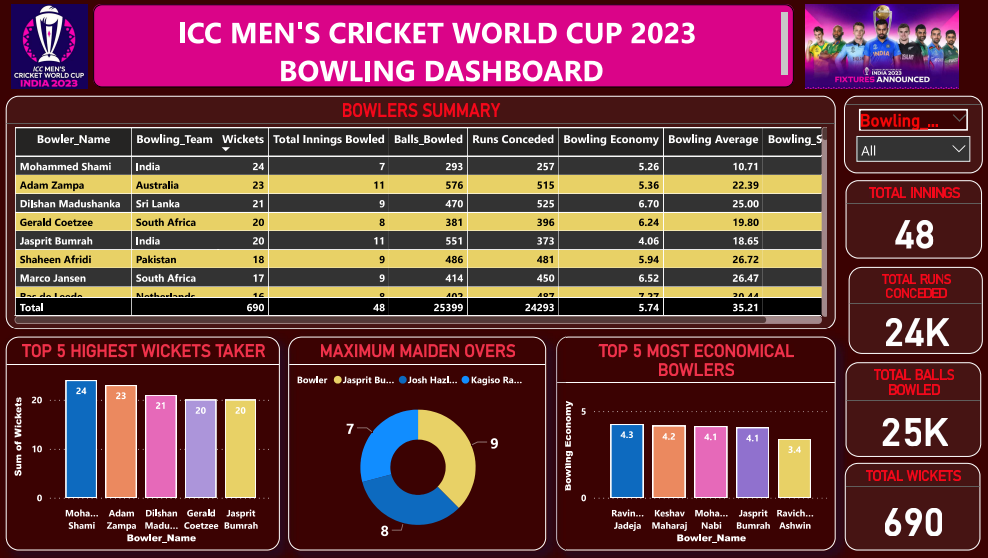 ICC MEN'S
CRICKET WORLD CUP
INDIA 2023
ICC MEN'S CRICKET WORLD CUP 2023
BOWLING DASHBOARD
INDIA 2023
FIXTURES ANNOUNCED
BOWLERS SUMMARY
Bowler_Name Bowling_Team Wickets Total Innings Bowled Balls_Bowled Runs Conceded Bowling Economy Bowling Average Bowling_S
Mohammed Shami India 24 7 293 257 5.26 10.71
Adam Zampa Australia 23 11 576 515 5.36 22.39
Dilshan Madushanka Sri Lanka 21 9 470 525 6.70 25.00
Gerald Coetzee South Africa 20 8 381 396 6.24 19.80
Jasprit Bumrah India 20 11 551 373 4.06 18.65
Shaheen Afridi Pakistan 18 9 486 481 5.94 26.72
Marco Jansen South Africa 17 9 414 450 6.52 26.47
Bas de Leede Netherlands 16 8 402 487 7.27 30.44
Total 690 48 25399 24293 5.74 35.21
Bowling_...
All
TOTAL INNINGS
48
TOTAL RUNS
CONCEDED
24K
TOTAL BALLS
BOWLED
25K
TOTAL WICKETS
690
TOP 5 HIGHEST WICKETS TAKER
Sum of Wickets
20
10
0
24 23 21 20 20
Moha... Adam Dilshan Gerald Jasprit
Shami Zampa Madu... Coetzee Bumrah
Bowler_Name
MAXIMUM MAIDEN OVERS
Bowler Jasprit Bu... Josh Hazl... Kagiso Ra...
7
9
8
TOP 5 MOST ECONOMICAL
BOWLERS
Bowling Economy
5
0
4.3 4.2 4.1 4.1 3.4
Ravin... Keshav Moha... Jasprit Ravich...
Jadeja Maharaj Nabi Bumrah Ashwin
Bowler_Name